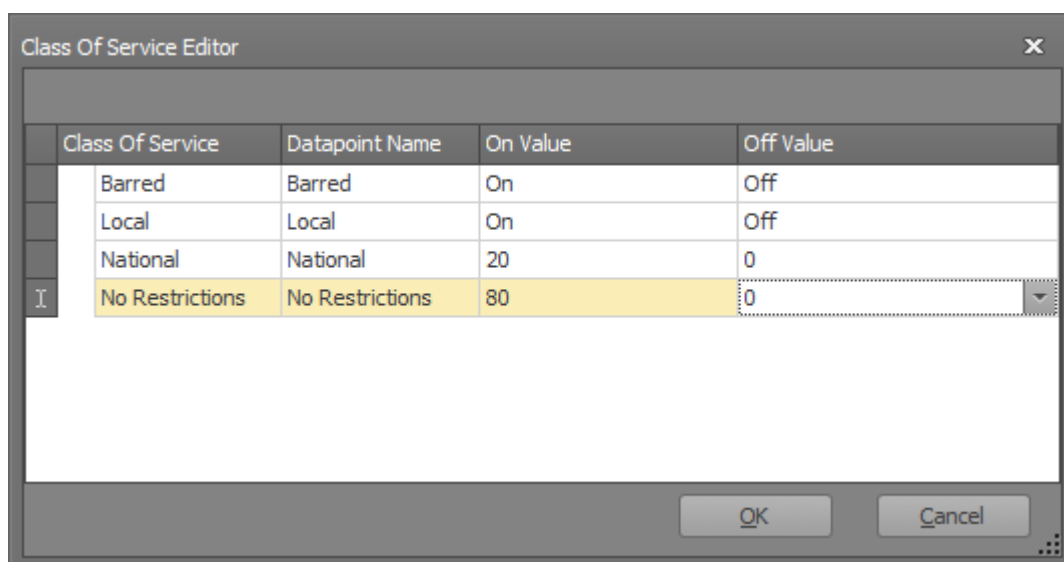 Class Of Service Editor
Class Of Service Datapoint Name On Value Off Value
Barred Barred On Off
Local Local On Off
National National 20 0
No Restrictions No Restrictions 80 0
OK Cancel